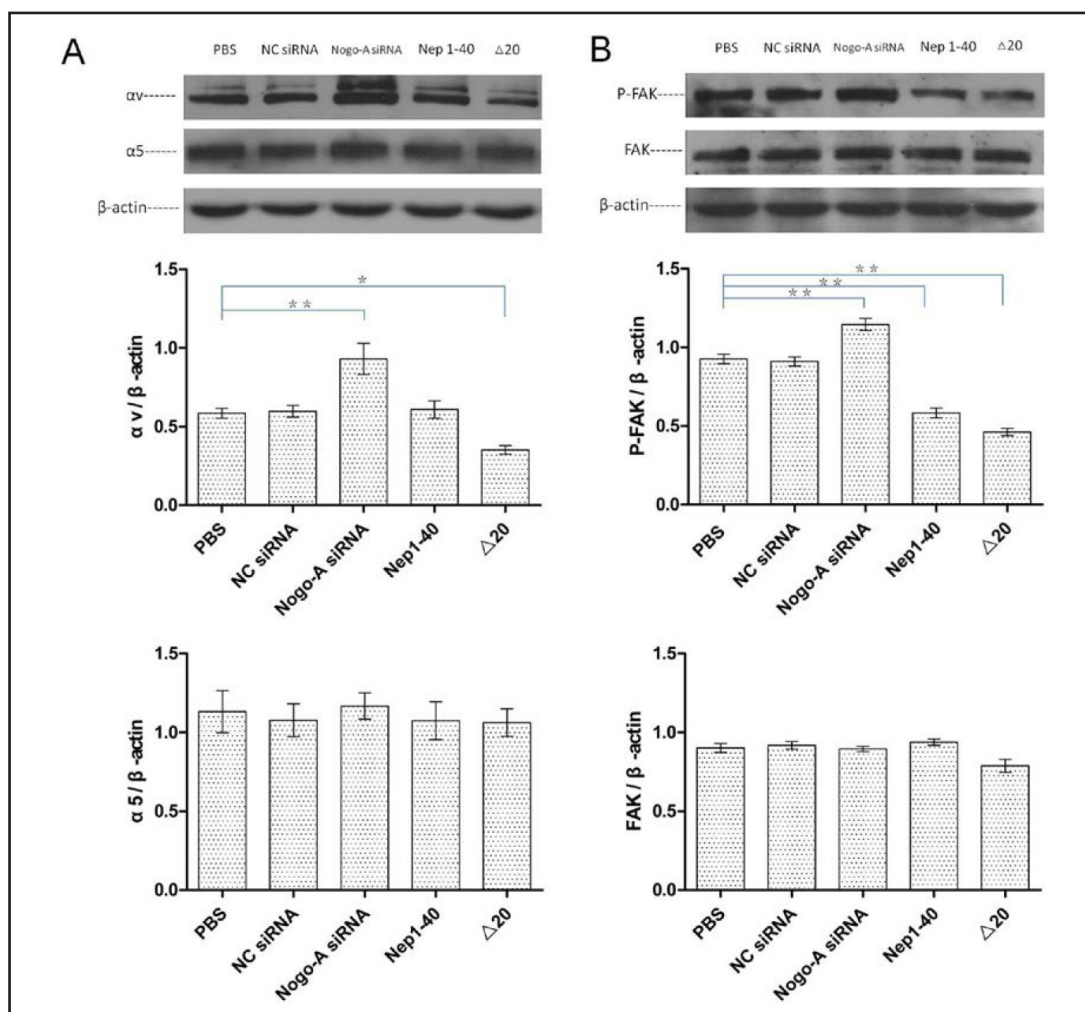 A
PBS NC siRNA Nogo-A siRNA Nep 1-40 △20
αv------
α5-----
β-actin------
1.5
1.0
0.5
0.0
α v / β -actin
*
* *
PBS
NC siRNA
Nogo-A siRNA
Nep1-40
△20
1.5
1.0
0.5
0.0
α 5 / β -actin
PBS
NC siRNA
Nogo-A siRNA
Nep1-40
△20
B
PBS NC siRNA Nogo-A siRNA Nep 1-40 △20
P-FAK-----
FAK-----
β-actin-----
1.5
1.0
0.5
0.0
P-FAK / β -actin
* *
* *
* *
PBS
NC siRNA
Nogo-A siRNA
Nep1-40
△20
1.5
1.0
0.5
0.0
FAK / β -actin
PBS
NC siRNA
Nogo-A siRNA
Nep1-40
△20